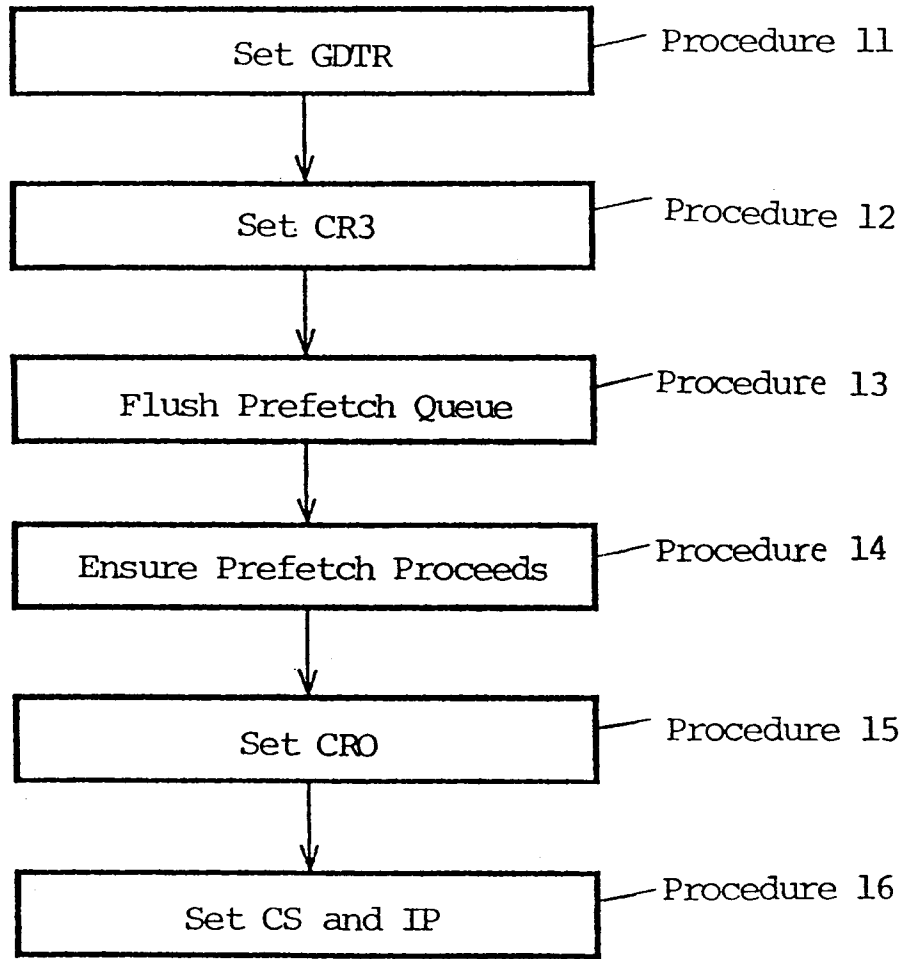 Set GDTR
Procedure 11
Set CR3
Procedure 12
Flush Prefetch Queue
Procedure 13
Ensure Prefetch Proceeds
Procedure 14
Set CRO
Procedure 15
Set CS and IP
Procedure 16